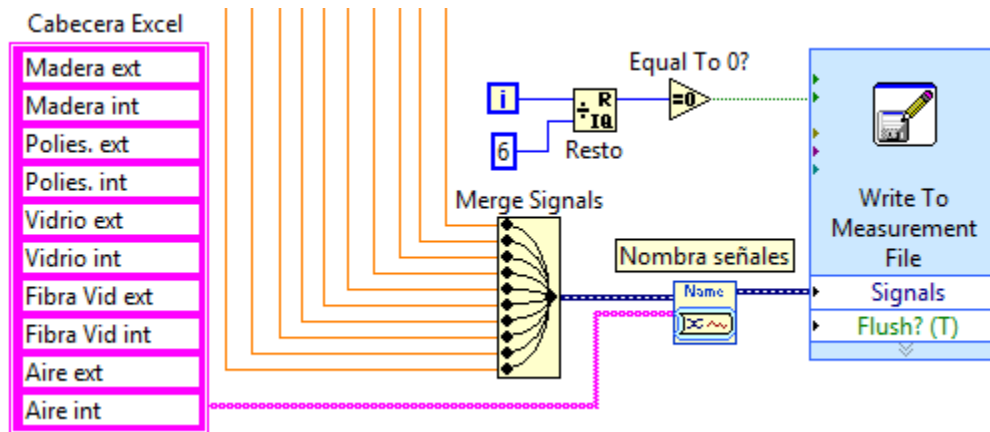 Cabecera Excel
Madera ext
Madera int
Polies. ext
Polies. int
Vidrio ext
Vidrio int
Fibra Vid ext
Fibra Vid int
Aire ext
Aire int
i
6
R
IQ
Resto
Equal To 0?
=0
Merge Signals
Nombra señales
Name
Write To
Measurement
File
Signals
Flush? (T)